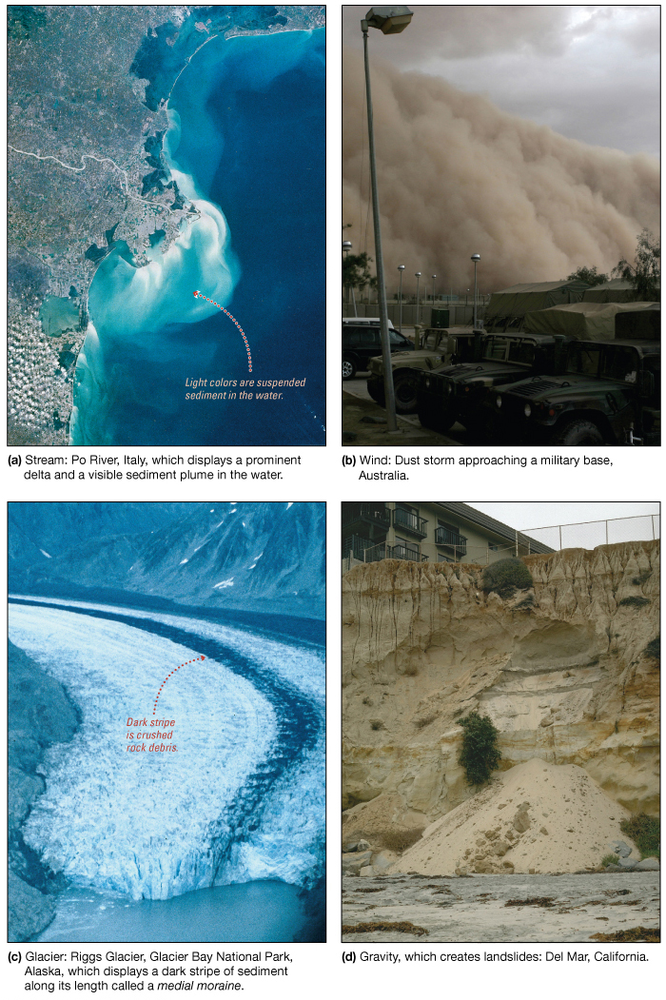 Light colors are suspended
sediment in the water.
(a) Stream: Po River, Italy, which displays a prominent
delta and a visible sediment plume in the water.
(b) Wind: Dust storm approaching a military base,
Australia.
Dark stripe
is crushed
rock debris.
(c) Glacier: Riggs Glacier, Glacier Bay National Park,
Alaska, which displays a dark stripe of sediment
along its length called a medial moraine.
(d) Gravity, which creates landslides: Del Mar, California.